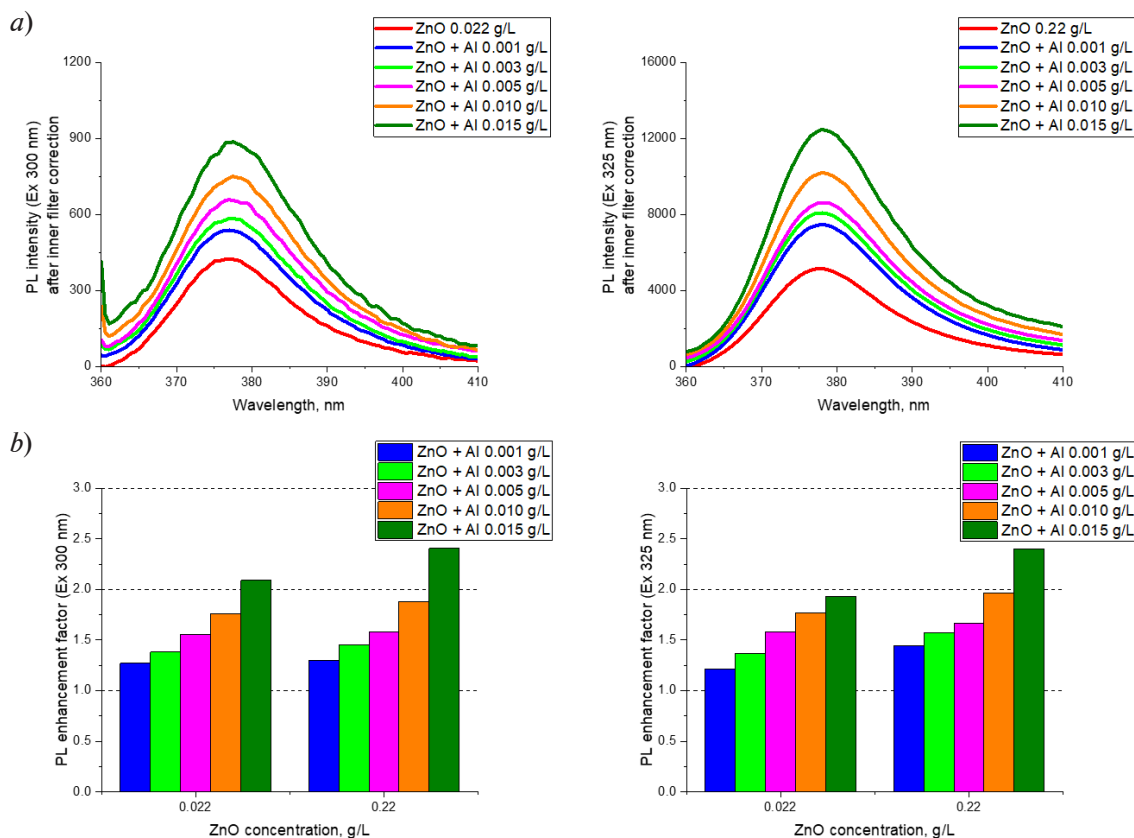 a)
ZnO 0.022 g/L
ZnO + Al 0.001 g/L
ZnO + Al 0.003 g/L
ZnO + Al 0.005 g/L
ZnO + Al 0.010 g/L
ZnO + Al 0.015 g/L
PL intensity (Ex 300 nm)
after inner filter correction
1200
900
600
300
0
360
370
380
390
400
410
Wavelength, nm
ZnO 0.22 g/L
ZnO + Al 0.001 g/L
ZnO + Al 0.003 g/L
ZnO + Al 0.005 g/L
ZnO + Al 0.010 g/L
ZnO + Al 0.015 g/L
PL intensity (Ex 325 nm)
after inner filter correction
16000
12000
8000
4000
0
360
370
380
390
400
410
Wavelength, nm
b)
ZnO + Al 0.001 g/L
ZnO + Al 0.003 g/L
ZnO + Al 0.005 g/L
ZnO + Al 0.010 g/L
ZnO + Al 0.015 g/L
PL enhancement factor (Ex 300 nm)
3.0
2.5
2.0
1.5
1.0
0.5
0.0
0.022
0.22
ZnO concentration, g/L
ZnO + Al 0.001 g/L
ZnO + Al 0.003 g/L
ZnO + Al 0.005 g/L
ZnO + Al 0.010 g/L
ZnO + Al 0.015 g/L
PL enhancement factor (Ex 325 nm)
3.0
2.5
2.0
1.5
1.0
0.5
0.0
0.022
0.22
ZnO concentration, g/L